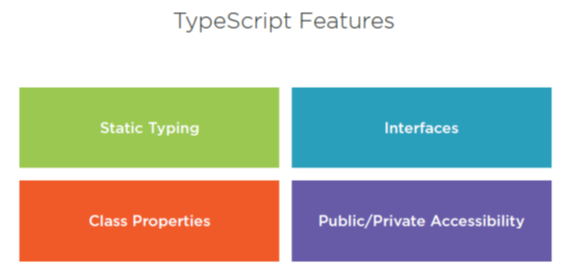 TypeScript Features
Static Typing
Interfaces
Class Properties
Public/Private Accessibility